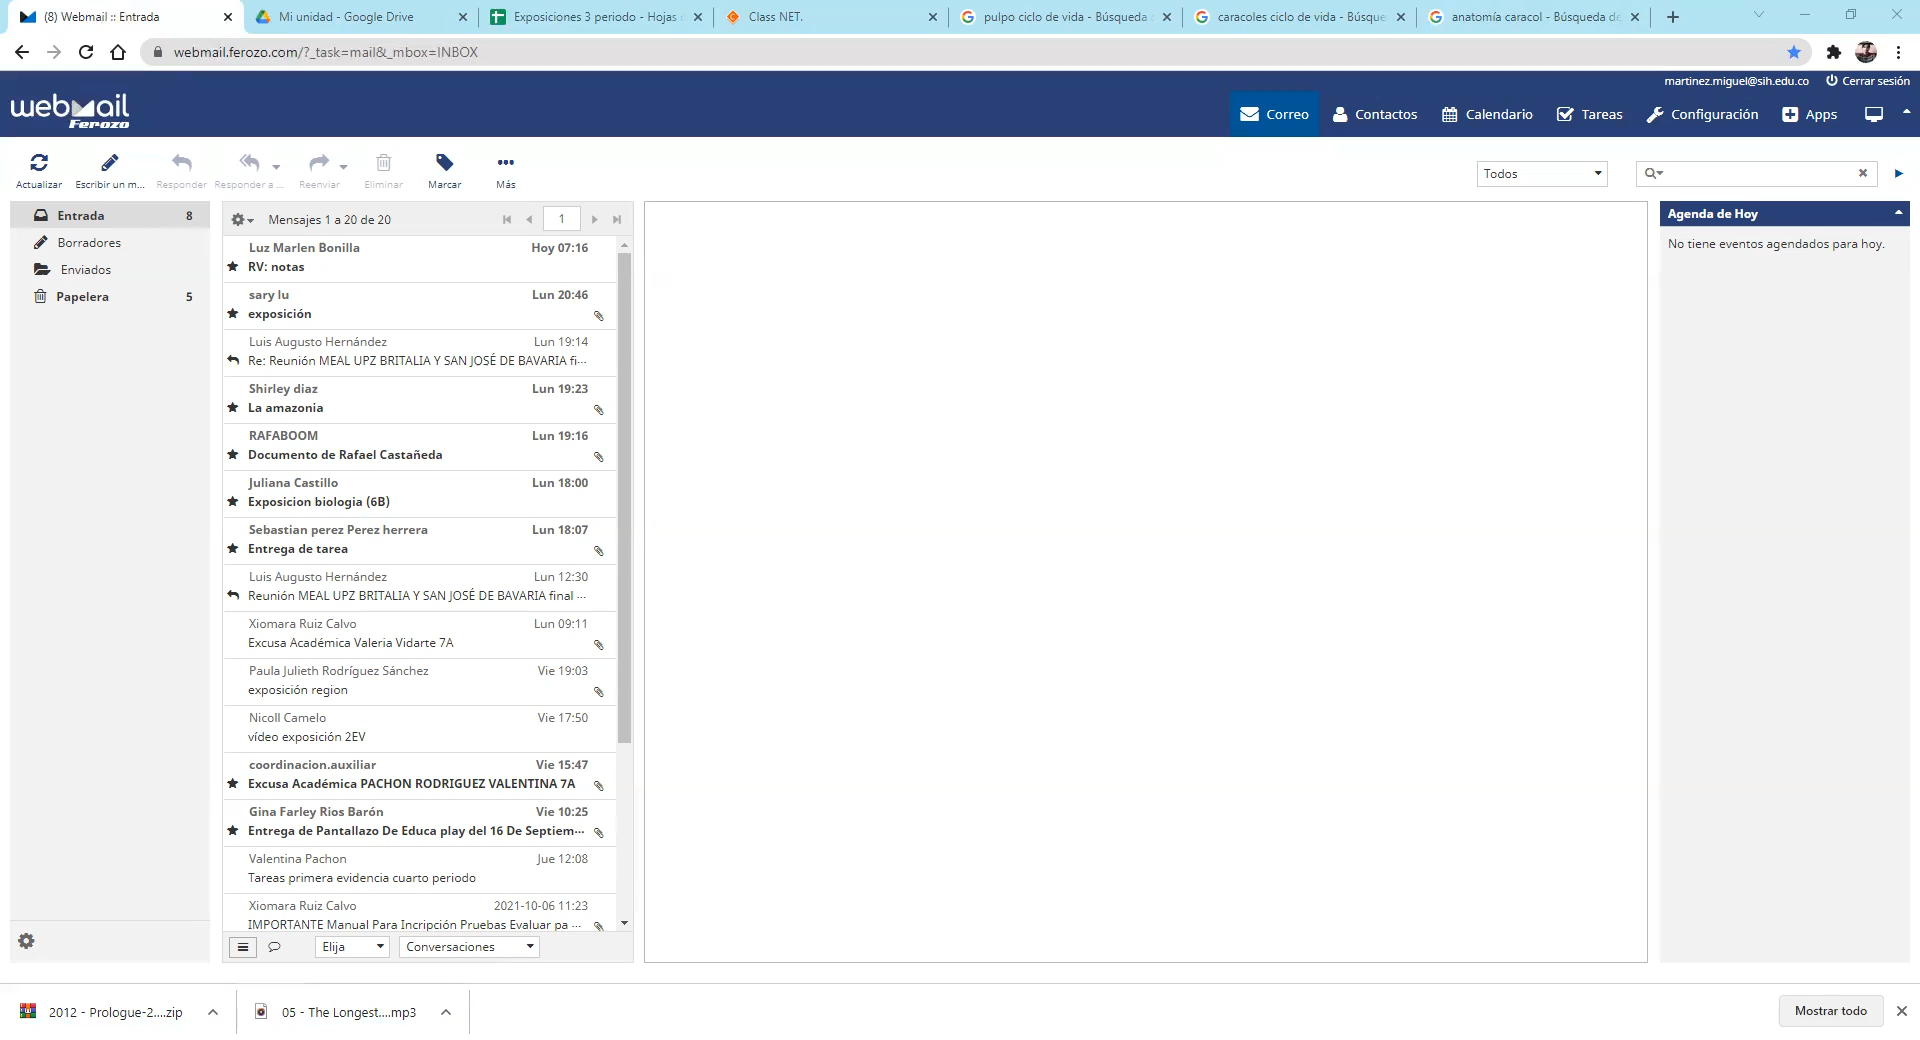 (8) Webmail :: Entrada
Mi unidad - Google Drive
Exposiciones 3 periodo - Hojas
Class NET.
pulpo ciclo de vida - Búsqueda
caracoles ciclo de vida - Búsque
anatomía caracol - Búsqueda de
webmail.ferozo.com/?_task=mail&_mbox=INBOX
martinez.miguel@sih.edu.co
Cerrar sesión
webmail
Ferozo
Correo
Contactos
Calendario
Tareas
Configuración
Apps
Actualizar
Escribir un m...
Responder
Responder a ...
Reenviar
Eliminar
Marcar
Más
Todos
Entrada 8
Borradores
Enviados
Papelera 5
Mensajes 1 a 20 de 20
1
Luz Marlen Bonilla Hoy 07:16
RV: notas
sary lu Lun 20:46
exposición
Luis Augusto Hernández Lun 19:14
Re: Reunión MEAL UPZ BRITALIA Y SAN JOSÉ DE BAVARIA fi...
Shirley diaz Lun 19:23
La amazonia
RAFABOOM Lun 19:16
Documento de Rafael Castañeda
Juliana Castillo Lun 18:00
Exposicion biologia (6B)
Sebastian perez Perez herrera Lun 18:07
Entrega de tarea
Luis Augusto Hernández Lun 12:30
Reunión MEAL UPZ BRITALIA Y SAN JOSÉ DE BAVARIA final ...
Xiomara Ruiz Calvo Lun 09:11
Excusa Académica Valeria Vidarte 7A
Paula Julieth Rodríguez Sánchez Vie 19:03
exposición region
Nicoll Camelo Vie 17:50
vídeo exposición 2EV
coordinacion.auxiliar Vie 15:47
Excusa Académica PACHON RODRIGUEZ VALENTINA 7A
Gina Farley Rios Barón Vie 10:25
Entrega de Pantallazo De Educa play del 16 De Septiem...
Valentina Pachon Jue 12:08
Tareas primera evidencia cuarto periodo
Xiomara Ruiz Calvo 2021-10-06 11:23
IMPORTANTE Manual Para Incripción Pruebas Evaluar pa ...
Elija
Conversaciones
Agenda de Hoy
No tiene eventos agendados para hoy.
2012 - Prologue-2....zip
05 - The Longest....mp3
Mostrar todo